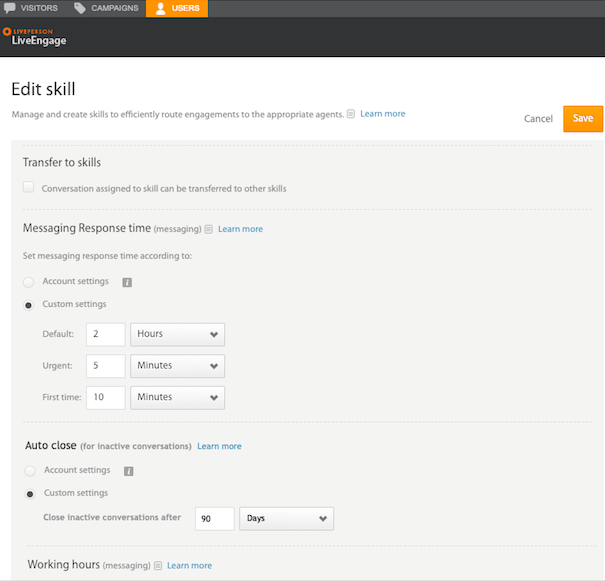 VISITORS CAMPAIGNS USERS
LIVEPERSON
LiveEngage
Edit skill
Manage and create skills to efficiently route engagements to the appropriate agents. Learn more
Cancel Save
Transfer to skills
Conversation assigned to skill can be transferred to other skills
Messaging Response time (messaging) Learn more
Set messaging response time according to:
Account settings i
Custom settings
Default: 2 Hours
Urgent: 5 Minutes
First time: 10 Minutes
Auto close (for inactive conversations) Learn more
Account settings i
Custom settings
Close inactive conversations after 90 Days
Working hours (messaging) Learn more